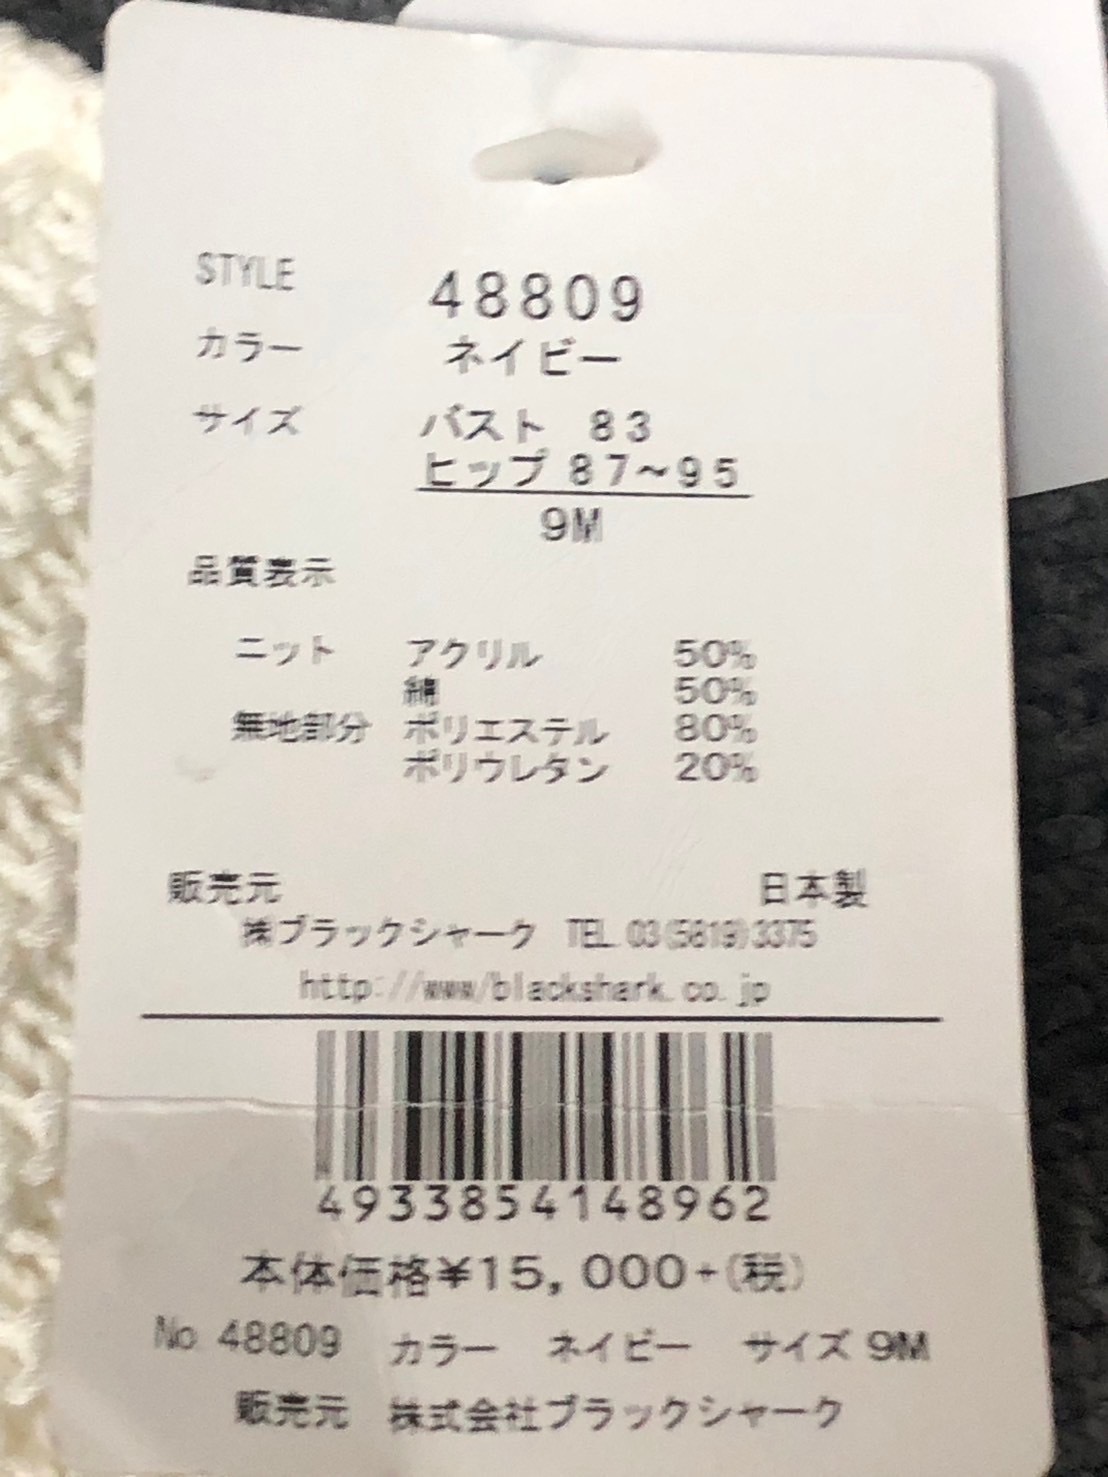 STYLE 48809
カラー ネイビー
サイズ バスト 83
ヒップ 87~95
9M
品質表示
ニット アクリル 50%
綿 50%
無地部分 ポリエステル 80%
ポリウレタン 20%
販売元 日本製
㈱ブラックシャーク TEL 03(5819)3375
http://www/blackshark.co.jp
4933854148962
本体価格¥15,000+(税)
No 48809 カラー ネイビー サイズ 9M
販売元 株式会社ブラックシャーク